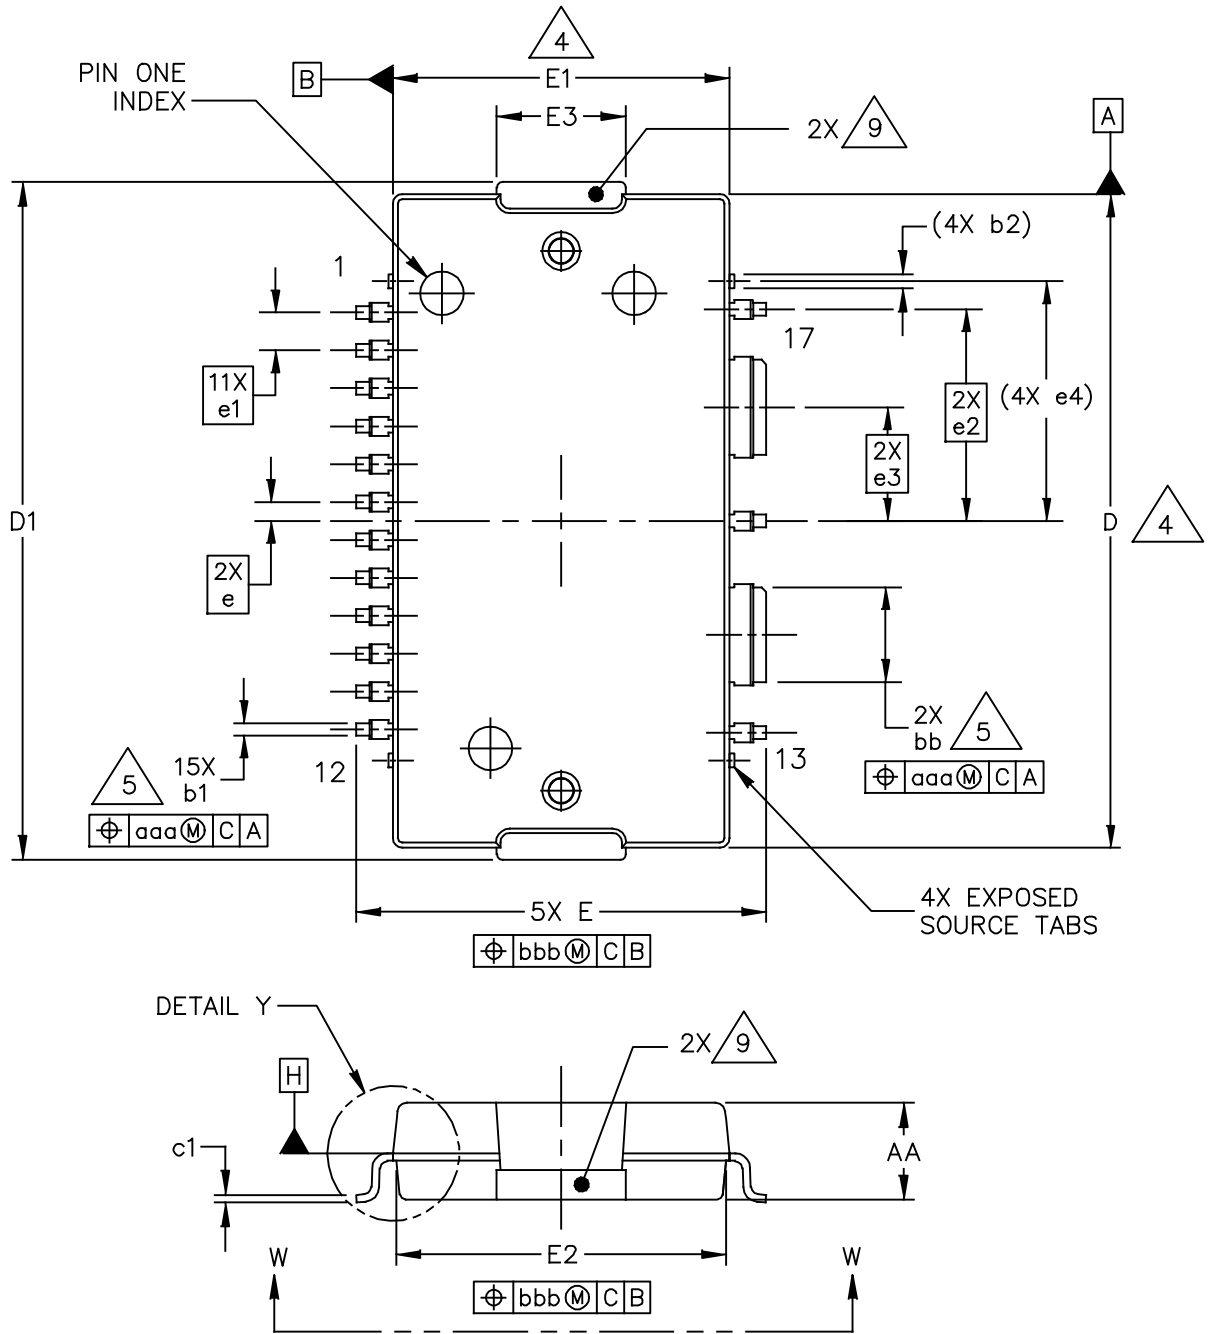 4
PIN ONE
INDEX
B
E1
E3
2X 9
A
(4X b2)
1
17
11X
e1
2X
e2
(4X e4)
2X
e3
D1
D 4
2X
e
2X
bb 5
5 15X
b1
12
13
aaa Ⓜ C A
aaa Ⓜ C A
4X EXPOSED
SOURCE TABS
5X E
bbb Ⓜ C B
DETAIL Y
2X 9
H
c1
AA
E2
W
W
bbb Ⓜ C B